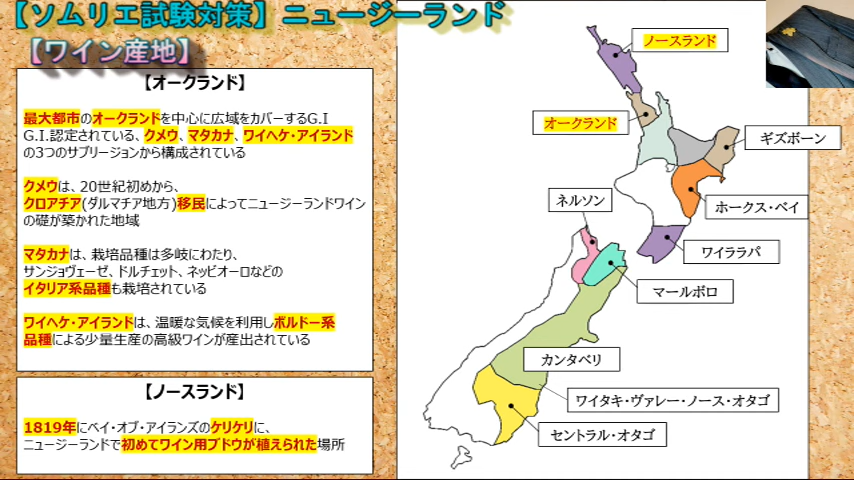 【ソムリエ試験対策】ニュージーランド
【ワイン産地】
【オークランド】
最大都市のオークランドを中心に広域をカバーするG.I
G.I.認定されている、クメウ、マタカナ、ワイヘケ・アイランド
の3つのサブリージョンから構成されている
クメウは、20世紀初めから、
クロアチア(ダルマチア地方)移民によってニュージーランドワイン
の礎が築かれた地域
マタカナは、栽培品種は多岐にわたり、
サンジョヴェーゼ、ドルチェット、ネッビオーロなどの
イタリア系品種も栽培されている
ワイヘケ・アイランドは、温暖な気候を利用しボルドー系
品種による少量生産の高級ワインが産出されている
【ノースランド】
1819年にベイ・オブ・アイランズのケリケリに、
ニュージーランドで初めてワイン用ブドウが植えられた場所
ノースランド
オークランド
ギズボーン
ネルソン
ホークス・ベイ
ワイララパ
マールボロ
カンタベリ
ワイタキ・ヴァレー・ノース・オタゴ
セントラル・オタゴ